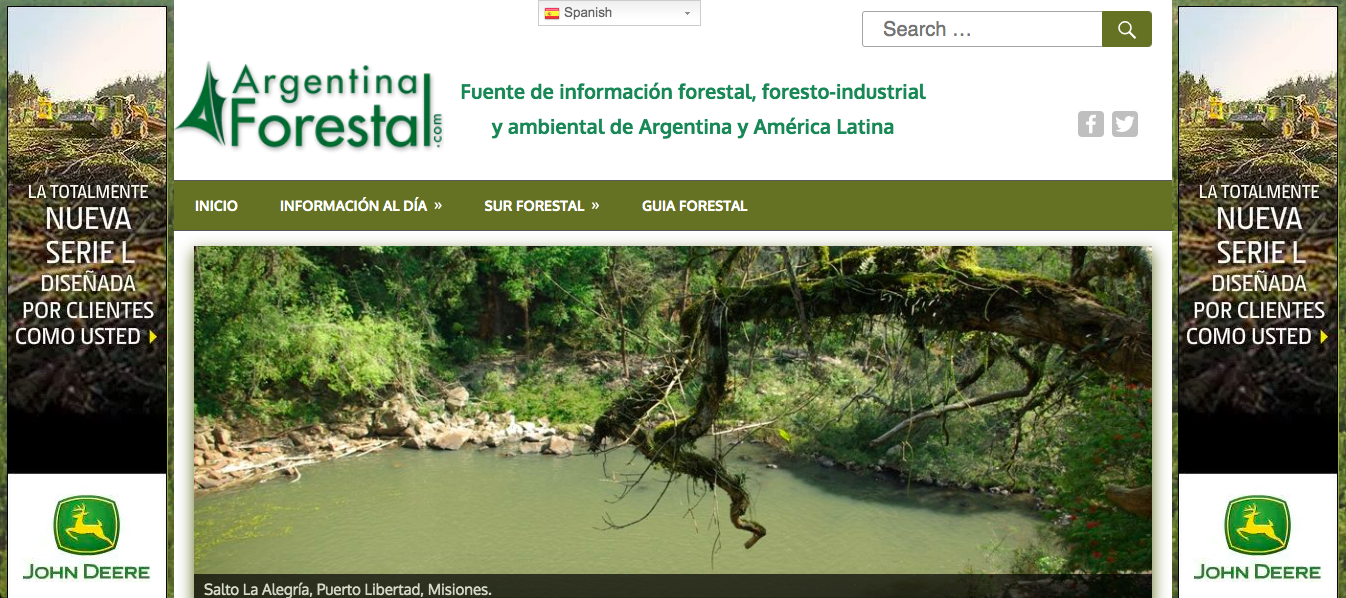 Spanish
Search ...
Argentina
Forestal.com
Fuente de información forestal, foresto-industrial
y ambiental de Argentina y América Latina
INICIO
INFORMACIÓN AL DÍA »
SUR FORESTAL »
GUIA FORESTAL
LA TOTALMENTE
NUEVA
SERIE L
DISEÑADA
POR CLIENTES
COMO USTED
JOHN DEERE
Salto La Alegría, Puerto Libertad, Misiones.
LA TOTALMENTE
NUEVA
SERIE L
DISEÑADA
POR CLIENTES
COMO USTED
JOHN DEERE